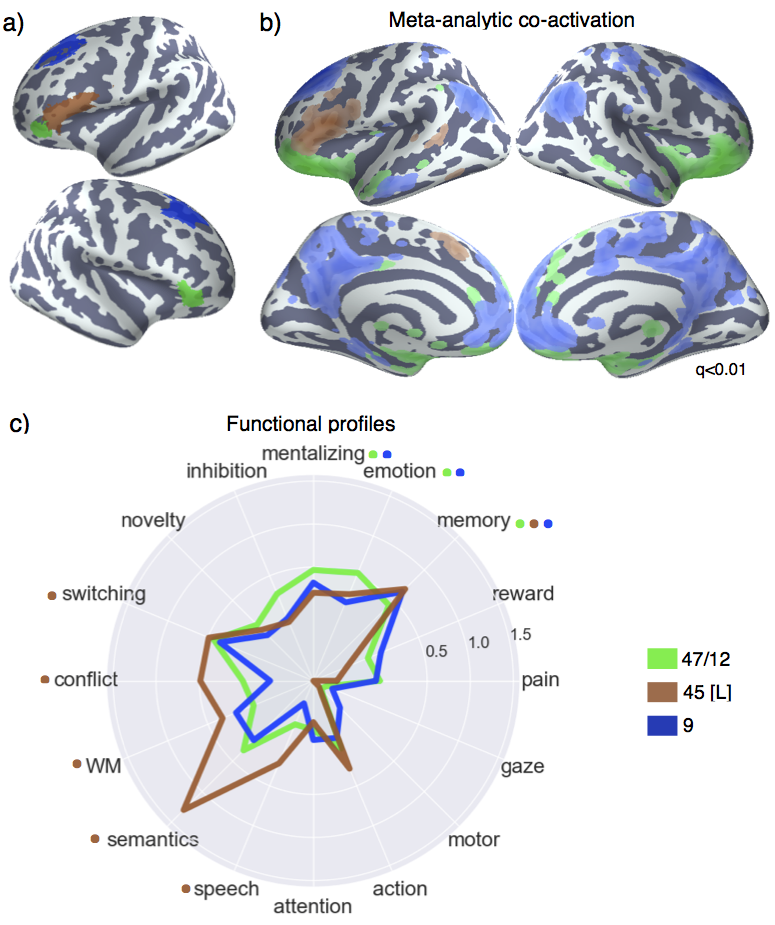 a)
b)
Meta-analytic co-activation
q<0.01
c)
Functional profiles
mentalizing
inhibition
emotion
novelty
memory
switching
reward
0.5
1.0
1.5
conflict
pain
47/12
45 [L]
9
WM
gaze
semantics
motor
speech
action
attention